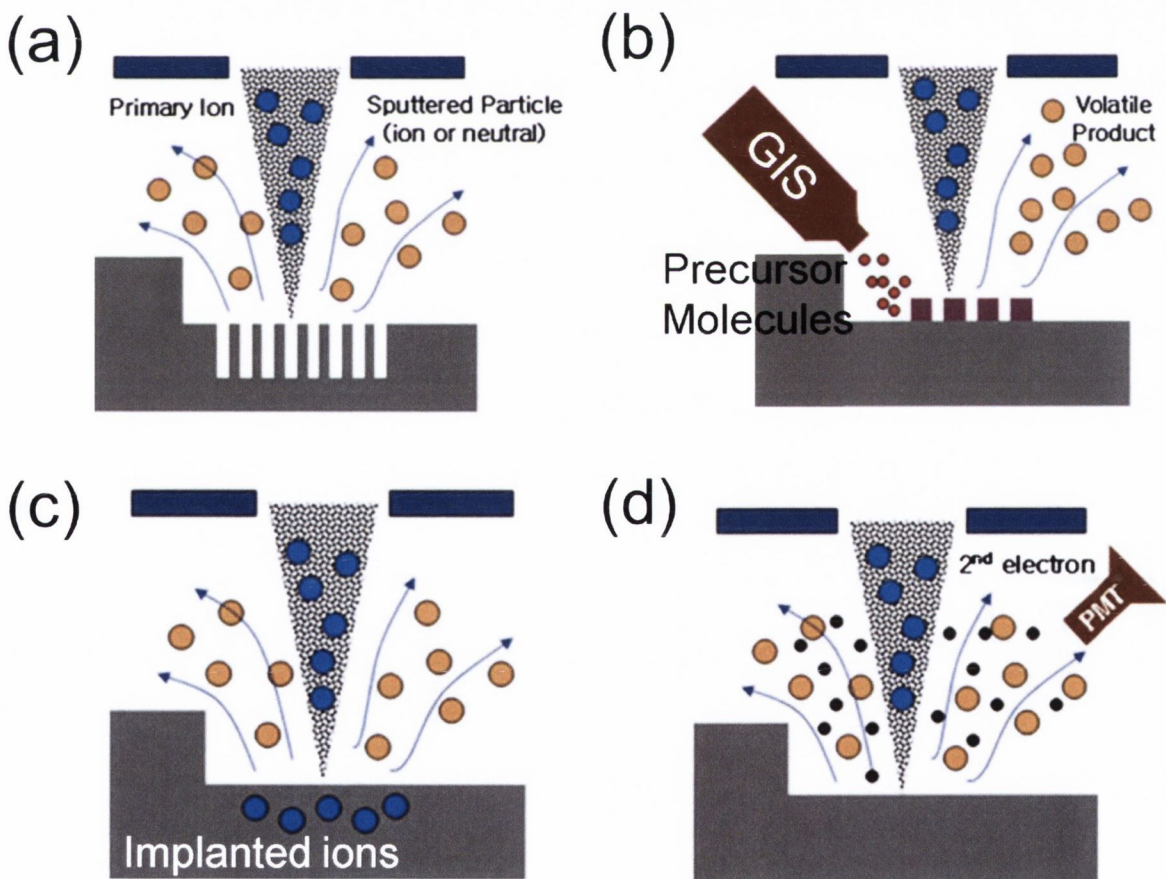 (a)
Primary Ion
Sputtered Particle
(ion or neutral)
(b)
GIS
Volatile
Product
Precursor
Molecules
(c)
Implanted ions
(d)
2nd electron
PMT